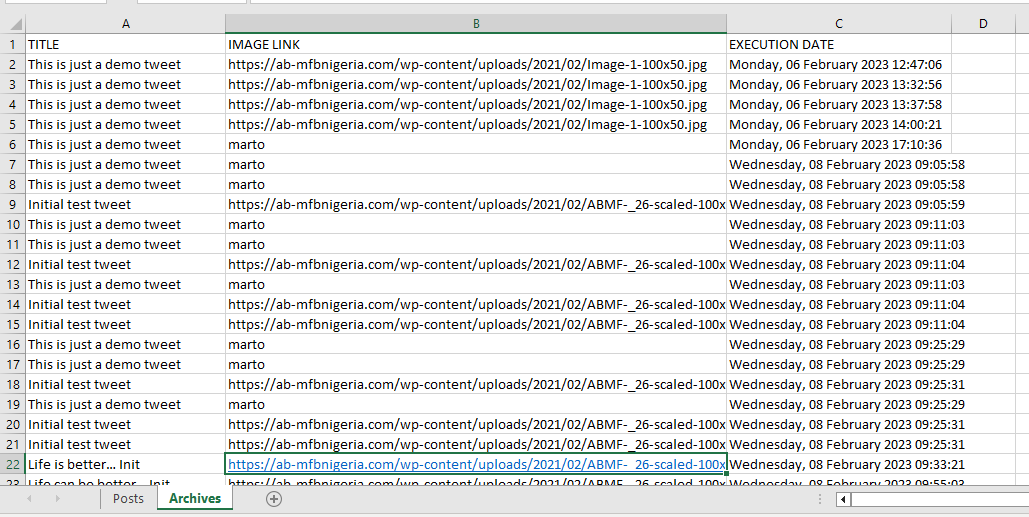 A B C D
1 TITLE IMAGE LINK EXECUTION DATE
2 This is just a demo tweet https://ab-mfbnigeria.com/wp-content/uploads/2021/02/Image-1-100x50.jpg Monday, 06 February 2023 12:47:06
3 This is just a demo tweet https://ab-mfbnigeria.com/wp-content/uploads/2021/02/Image-1-100x50.jpg Monday, 06 February 2023 13:32:56
4 This is just a demo tweet https://ab-mfbnigeria.com/wp-content/uploads/2021/02/Image-1-100x50.jpg Monday, 06 February 2023 13:37:58
5 This is just a demo tweet https://ab-mfbnigeria.com/wp-content/uploads/2021/02/Image-1-100x50.jpg Monday, 06 February 2023 14:00:21
6 This is just a demo tweet marto Monday, 06 February 2023 17:10:36
7 This is just a demo tweet marto Wednesday, 08 February 2023 09:05:58
8 This is just a demo tweet marto Wednesday, 08 February 2023 09:05:58
9 Initial test tweet https://ab-mfbnigeria.com/wp-content/uploads/2021/02/ABMF-_26-scaled-100x Wednesday, 08 February 2023 09:05:59
10 This is just a demo tweet marto Wednesday, 08 February 2023 09:11:03
11 This is just a demo tweet marto Wednesday, 08 February 2023 09:11:03
12 Initial test tweet https://ab-mfbnigeria.com/wp-content/uploads/2021/02/ABMF-_26-scaled-100x Wednesday, 08 February 2023 09:11:04
13 This is just a demo tweet marto Wednesday, 08 February 2023 09:11:03
14 Initial test tweet https://ab-mfbnigeria.com/wp-content/uploads/2021/02/ABMF-_26-scaled-100x Wednesday, 08 February 2023 09:11:04
15 Initial test tweet https://ab-mfbnigeria.com/wp-content/uploads/2021/02/ABMF-_26-scaled-100x Wednesday, 08 February 2023 09:11:04
16 This is just a demo tweet marto Wednesday, 08 February 2023 09:25:29
17 This is just a demo tweet marto Wednesday, 08 February 2023 09:25:29
18 Initial test tweet https://ab-mfbnigeria.com/wp-content/uploads/2021/02/ABMF-_26-scaled-100x Wednesday, 08 February 2023 09:25:31
19 This is just a demo tweet marto Wednesday, 08 February 2023 09:25:29
20 Initial test tweet https://ab-mfbnigeria.com/wp-content/uploads/2021/02/ABMF-_26-scaled-100x Wednesday, 08 February 2023 09:25:31
21 Initial test tweet https://ab-mfbnigeria.com/wp-content/uploads/2021/02/ABMF-_26-scaled-100x Wednesday, 08 February 2023 09:25:31
22 Life is better... Init https://ab-mfbnigeria.com/wp-content/uploads/2021/02/ABMF-_26-scaled-100x Wednesday, 08 February 2023 09:33:21
23 Life can be better... Init https://ab-mfbnigeria.com/wp-content/uploads/2021/02/ABMF-_26-scaled-100x Wednesday, 08 February 2023 09:55:03
Posts Archives